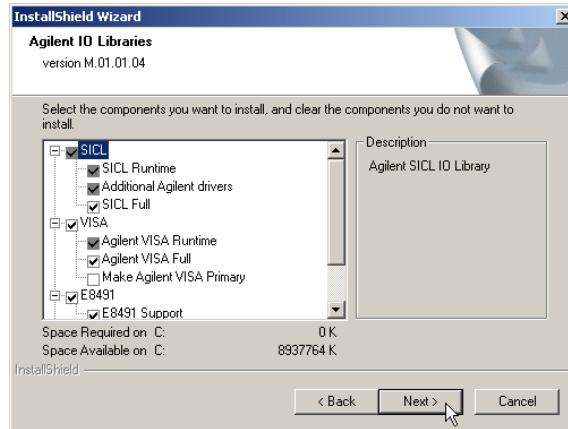 InstallShield Wizard
Agilent IO Libraries
version M.01.01.04
Select the components you want to install, and clear the components you do not want to
install.
SICL
SICL Runtime
Additional Agilent drivers
SICL Full
VISA
Agilent VISA Runtime
Agilent VISA Full
Make Agilent VISA Primary
E8491
E8491 Support
Description
Agilent SICL IO Library
Space Required on C: 0 K
Space Available on C: 8937764 K
InstallShield
< Back Next > Cancel